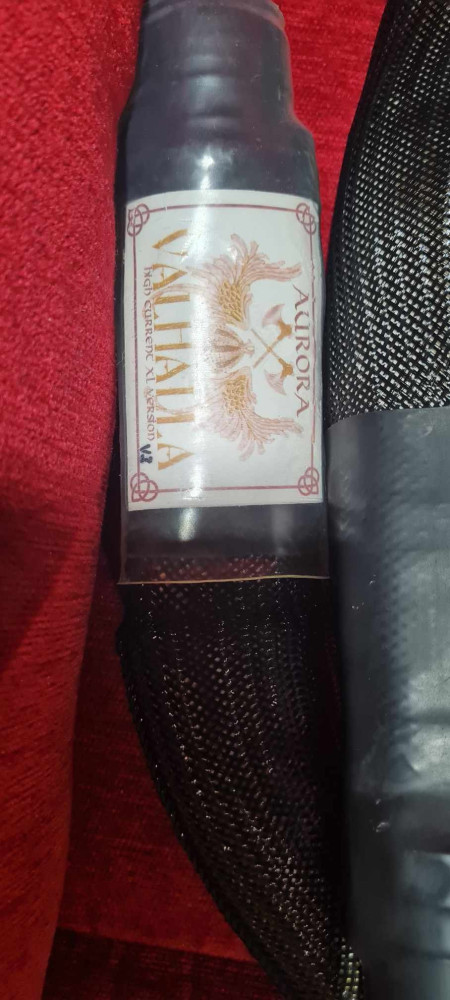 AURORA
VALHALLA
HIGH CURRENT XL VERSION V2